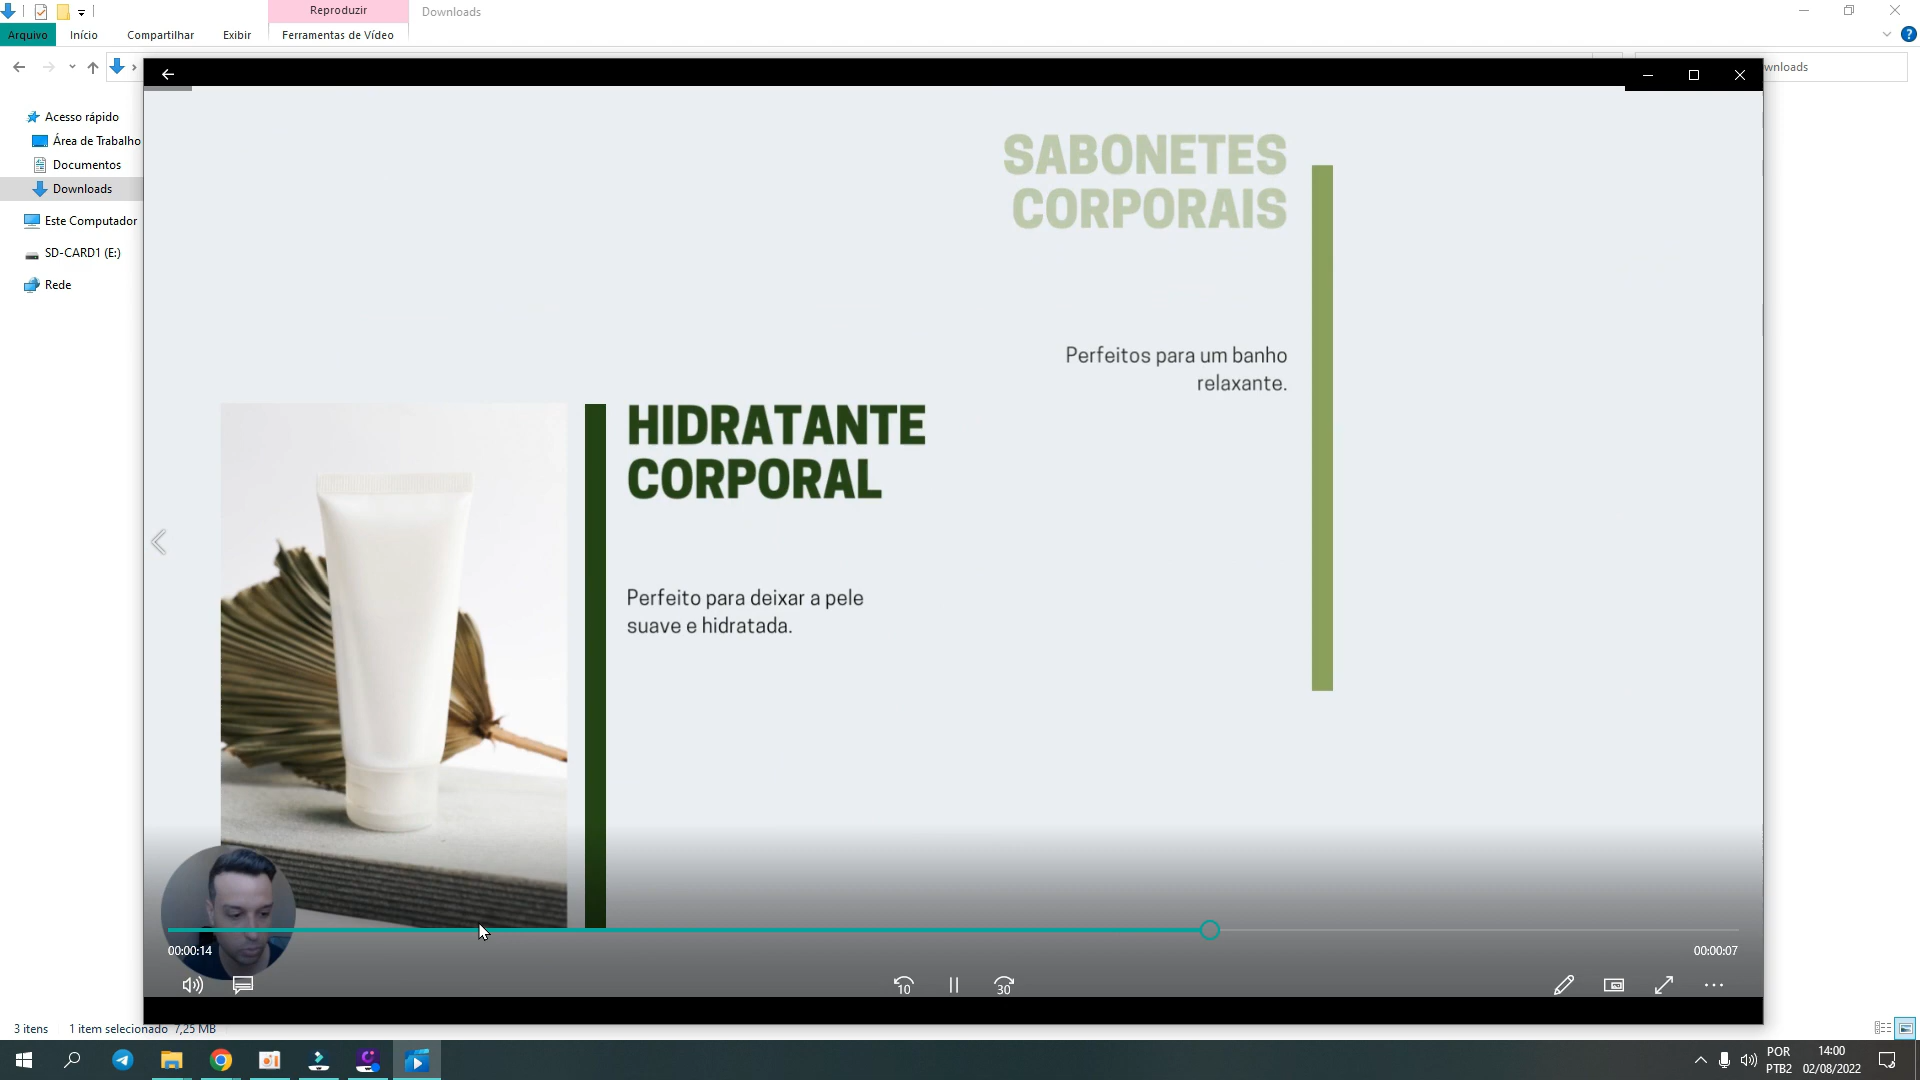 Reproduzir
Downloads
Arquivo
Início
Compartilhar
Exibir
Ferramentas de Vídeo
wnloads
Acesso rápido
Área de Trabalho
Documentos
Downloads
Este Computador
SD-CARD1 (E:)
Rede
SABONETES
CORPORAIS
Perfeitos para um banho
relaxante.
HIDRATANTE
CORPORAL
Perfeito para deixar a pele
suave e hidratada.
00:00:14
00:00:07
10
30
3 itens
1 item selecionado 7,25 MB
POR
PTB2
14:00
02/08/2022